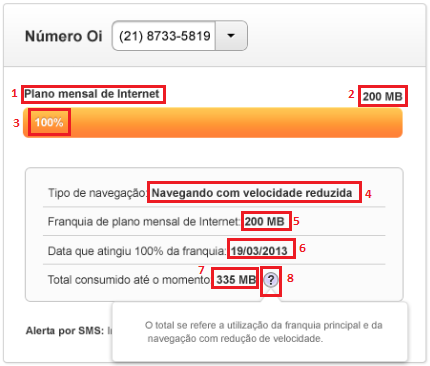 Número Oi (21) 8733-5819
1 Plano mensal de Internet 2 200 MB
3 100%
Tipo de navegação: Navegando com velocidade reduzida 4
Franquia de plano mensal de Internet: 200 MB 5
Data que atingiu 100% da franquia: 19/03/2013 6
7
Total consumido até o momento: 335 MB ? 8
Alerta por SMS:
O total se refere a utilização da franquia principal e da
navegação com redução de velocidade.